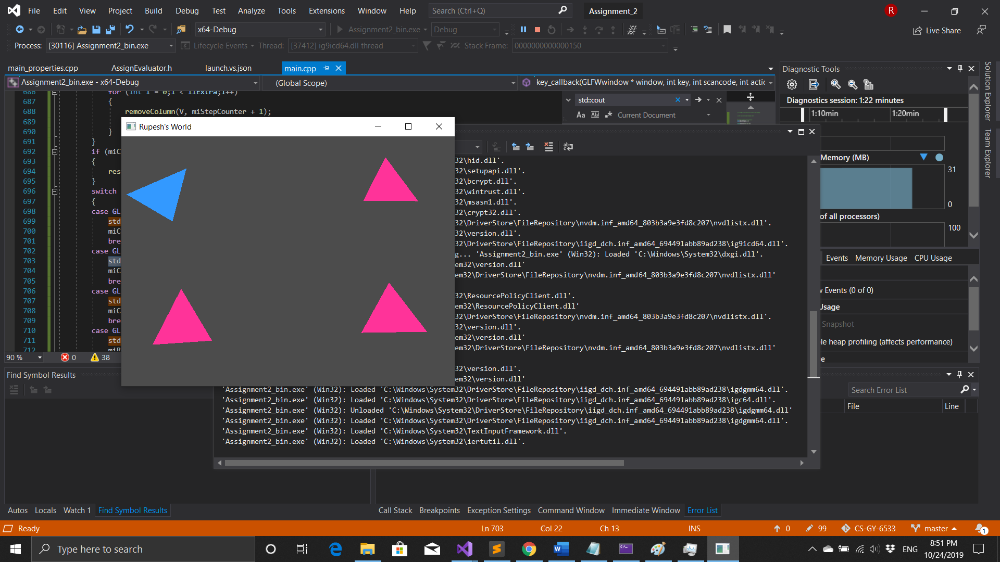 File Edit View Project Build Debug Test Analyze Tools Extensions Window Help Search (Ctrl+Q) Assignment_2 R
x64-Debug Assignment2_bin.exe Debug Live Share
Process: [30116] Assignment2_bin.exe Lifecycle Events Thread: [37412] ig9icd64.dll thread Stack Frame: 0000000000000150
main_properties.cpp AssignEvaluator.h launch.vs.json main.cpp
Assignment2_bin.exe - x64-Debug (Global Scope) key_callback(GLFWwindow * window, int key, int scancode, int actic
686 for (int i = 0;i < llExtra;i++)
687 {
688 removeColumn(V, miStepCounter + 1);
689
690 }
691 }
692 if (miC
693 {
694 res
695 }
696 switch
697 {
698 case GL
699 std
700 miC
701 bre
702 case GL
703 std
704 miC
705 bre
706 case GL
707 std
708 miC
709 bre
710 case GL
711 std
712 miR
std::cout
Aa Ab Current Document
Rupesh's World
32\hid.dll'.
32\setupapi.dll'.
32\bcrypt.dll'.
32\wintrust.dll'.
32\msasn1.dll'.
32\crypt32.dll'.
32\DriverStore\FileRepository\nvdm.inf_amd64_803b3a9e3fd8c207\nvdlistx.dll'.
32\version.dll'.
32\DriverStore\FileRepository\iigd_dch.inf_amd64_694491abb89ad238\ig9icd64.dll'.
g... 'Assignment2_bin.exe' (Win32): Loaded 'C:\Windows\System32\dxgi.dll'.
em32\version.dll'
em32\DriverStore\FileRepository\nvdm.inf_amd64_803b3a9e3fd8c207\nvdlistx.dll'
32\ResourcePolicyClient.dll'.
em32\ResourcePolicyClient.dll'
32\DriverStore\FileRepository\nvdm.inf_amd64_803b3a9e3fd8c207\nvdlistx.dll'.
32\version.dll'.
em32\version.dll'
em32\DriverStore\FileRepository\nvdm.inf_amd64_803b3a9e3fd8c207\nvdlistx.dll'
32\version.dll'.
em32\version.dll'
'Assignment2_bin.exe' (Win32): Loaded 'C:\Windows\System32\DriverStore\FileRepository\iigd_dch.inf_amd64_694491abb89ad238\igdgmm64.dll'.
'Assignment2_bin.exe' (Win32): Loaded 'C:\Windows\System32\DriverStore\FileRepository\iigd_dch.inf_amd64_694491abb89ad238\igc64.dll'.
'Assignment2_bin.exe' (Win32): Unloaded 'C:\Windows\System32\DriverStore\FileRepository\iigd_dch.inf_amd64_694491abb89ad238\igdgmm64.dll'
'Assignment2_bin.exe' (Win32): Loaded 'C:\Windows\System32\DriverStore\FileRepository\iigd_dch.inf_amd64_694491abb89ad238\igdgmm64.dll'.
'Assignment2_bin.exe' (Win32): Loaded 'C:\Windows\System32\TextInputFramework.dll'.
'Assignment2_bin.exe' (Win32): Loaded 'C:\Windows\System32\iertutil.dll'.
Diagnostic Tools
Diagnostics session: 1:22 minutes
1:10min 1:20min
Memory (MB)
31
0
of all processors)
100
Events Memory Usage CPU Usage
w Events (0 of 0)
Usage
Snapshot
le heap profiling (affects performance)
e
Solution Explorer
Team Explorer
90 % 0 38
Find Symbol Results
Search Error List
File Line
Autos Locals Watch 1 Find Symbol Results
Call Stack Breakpoints Exception Settings Command Window Immediate Window Error List
Ready Ln 703 Col 22 Ch 13 INS 0 99 CS-GY-6533 master 1
Type here to search ENG 8:51 PM
10/24/2019